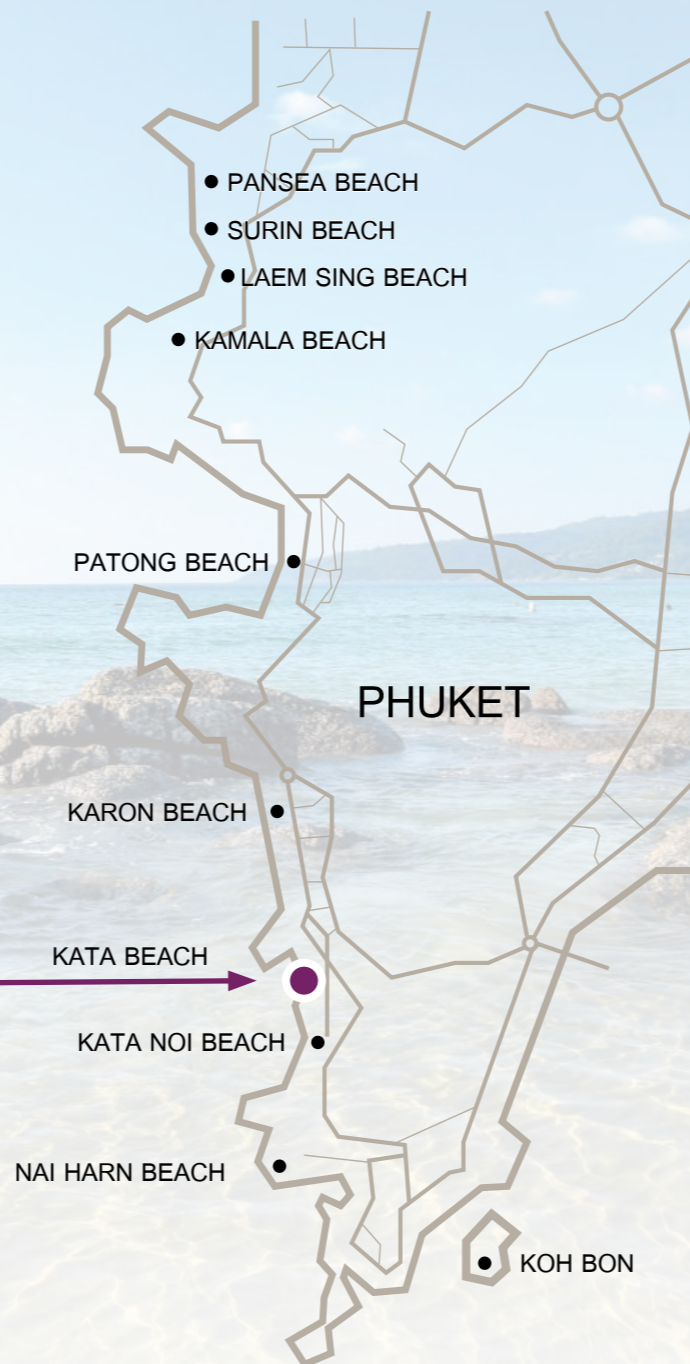 PANSEA BEACH
SURIN BEACH
LAEM SING BEACH
KAMALA BEACH
PATONG BEACH
PHUKET
KARON BEACH
KATA BEACH
KATA NOI BEACH
NAI HARN BEACH
KOH BON